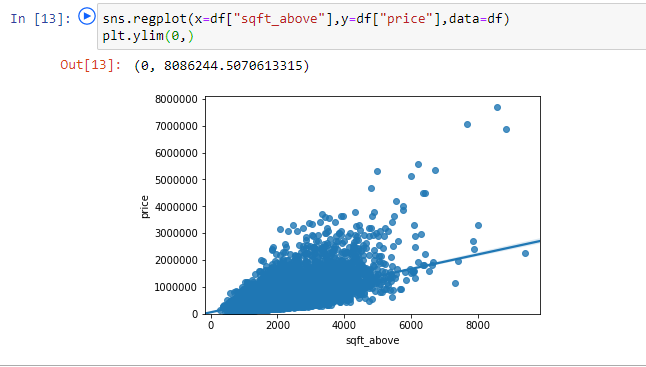 In [13]: sns.regplot(x=df["sqft_above"],y=df["price"],data=df)
plt.ylim(0,)
Out[13]: (0, 8086244.5070613315)
8000000
7000000
6000000
5000000
4000000
3000000
2000000
1000000
0
price
0 2000 4000 6000 8000
sqft_above